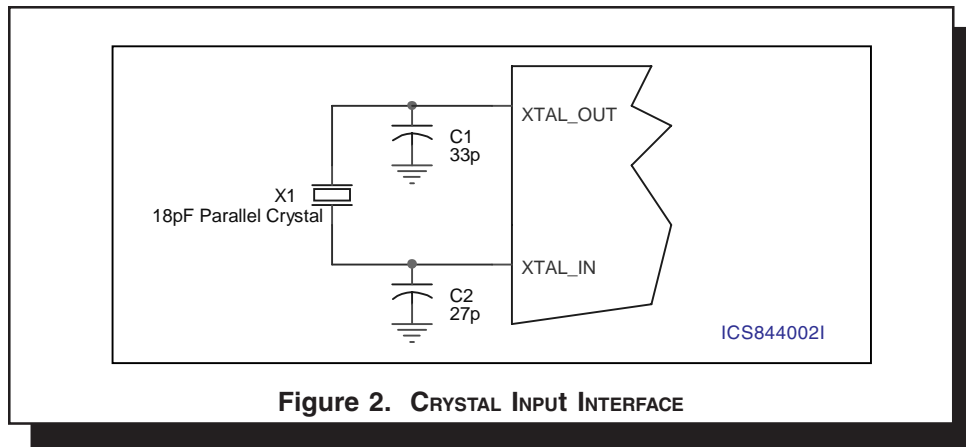 XTAL_OUT
C1
33p
X1
18pF Parallel Crystal
XTAL_IN
C2
27p
ICS844002I
Figure 2. CRYSTAL INPUt INTERFACE